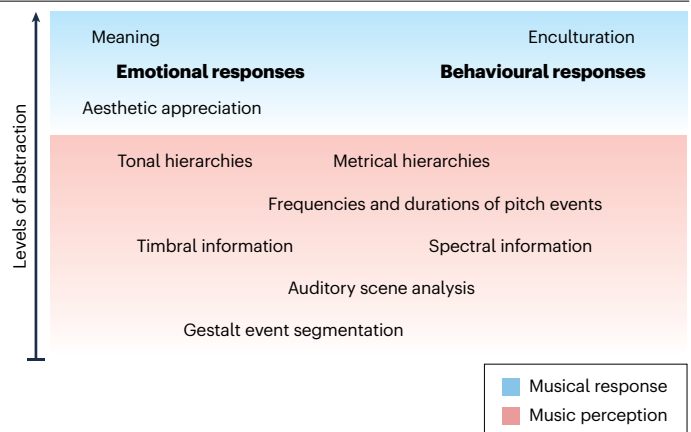 Levels of abstraction
Meaning
Enculturation
Emotional responses
Behavioural responses
Aesthetic appreciation
Tonal hierarchies
Metrical hierarchies
Frequencies and durations of pitch events
Timbral information
Spectral information
Auditory scene analysis
Gestalt event segmentation
Musical response
Music perception